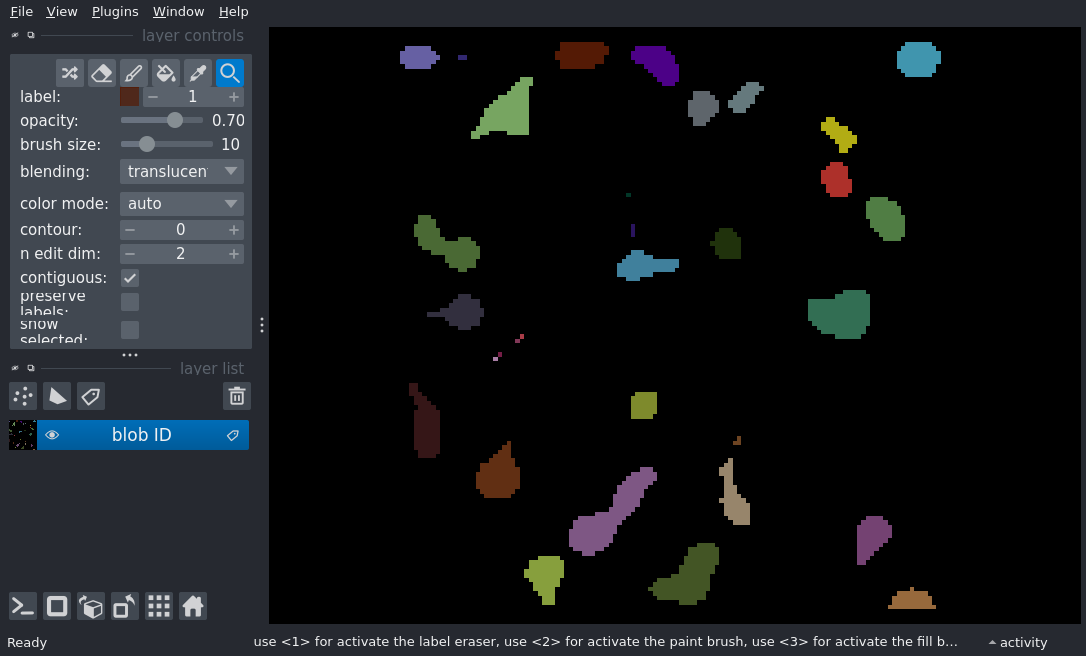 File View Plugins Window Help
layer controls
label: 1
opacity: 0.70
brush size: 10
blending: translucen
color mode: auto
contour: 0
n edit dim: 2
contiguous:
preserve
labels:
show
selected:
layer list
blob ID
Ready use <1> for activate the label eraser, use <2> for activate the paint brush, use <3> for activate the fill b... activity